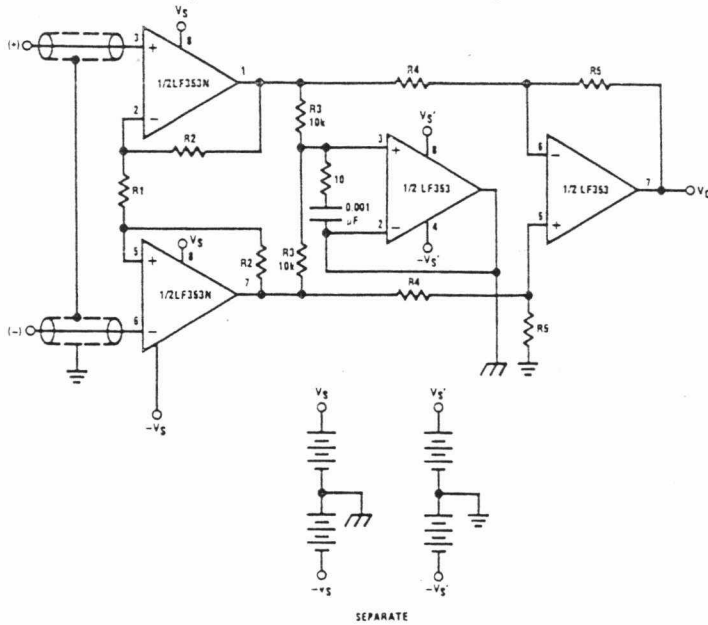 VS
(+)
3
+
8
1
1/2LF353N
2
−
R2
R1
R3
10k
R4
R5
VS'
3
+
8
10
1/2 LF353
0.001
μF
2
−
4
−VS'
6
−
7
1/2 LF353
5
+
VS
5
+
8
R2
R3
10k
1/2LF353N
7
R4
6
−
(−)
R5
−VS
VS
VS'
−VS
−VS'
SEPARATE